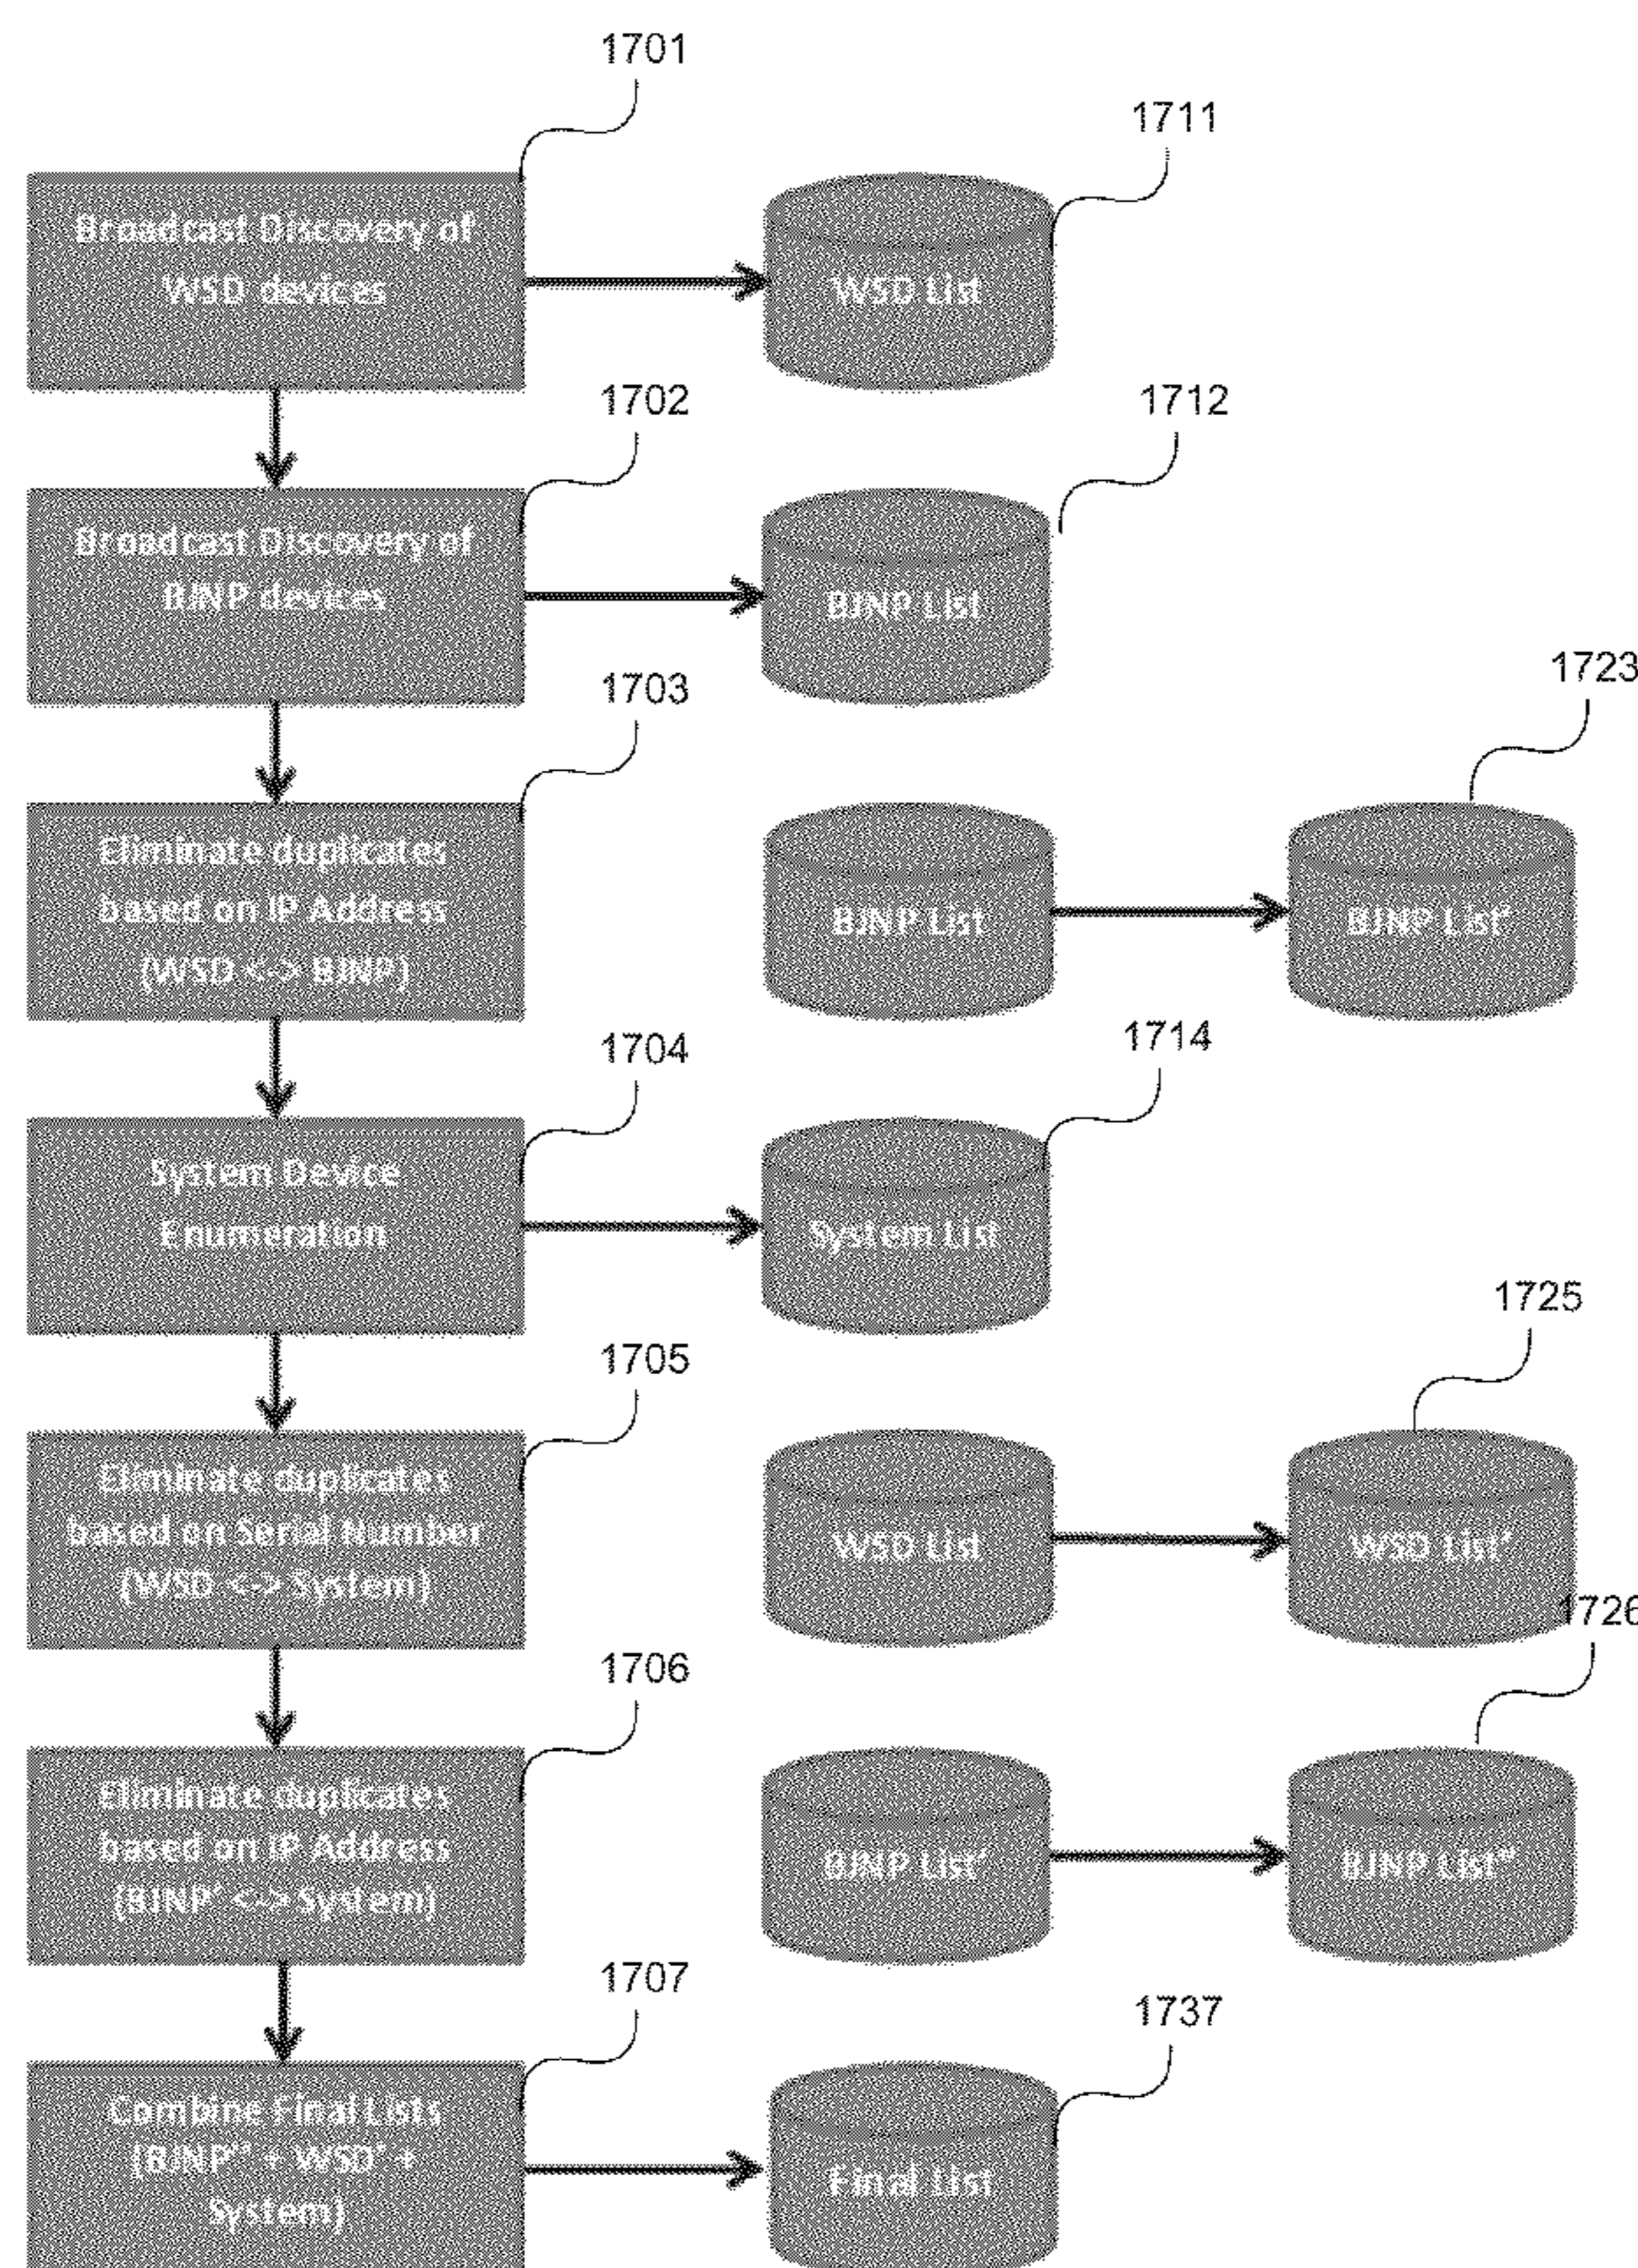 1701
1711
Broadcast Discovery of
WSD devices
WSD List
1702
1712
Broadcast Discovery of
BJNP devices
BJNP List
1703
1723
Eliminate duplicates
based on IP Address
(WSD <-> BJNP)
BJNP List
BJNP List'
1704
1714
System Device
Enumeration
System List
1705
1725
Eliminate duplicates
based on Serial Number
(WSD <-> System)
WSD List
WSD List'
1706
1726
Eliminate duplicates
based on IP Address
(BJNP' <-> System)
BJNP List'
BJNP List''
1707
1737
Combine Final Lists
(BJNP'' + WSD' +
System)
Final List